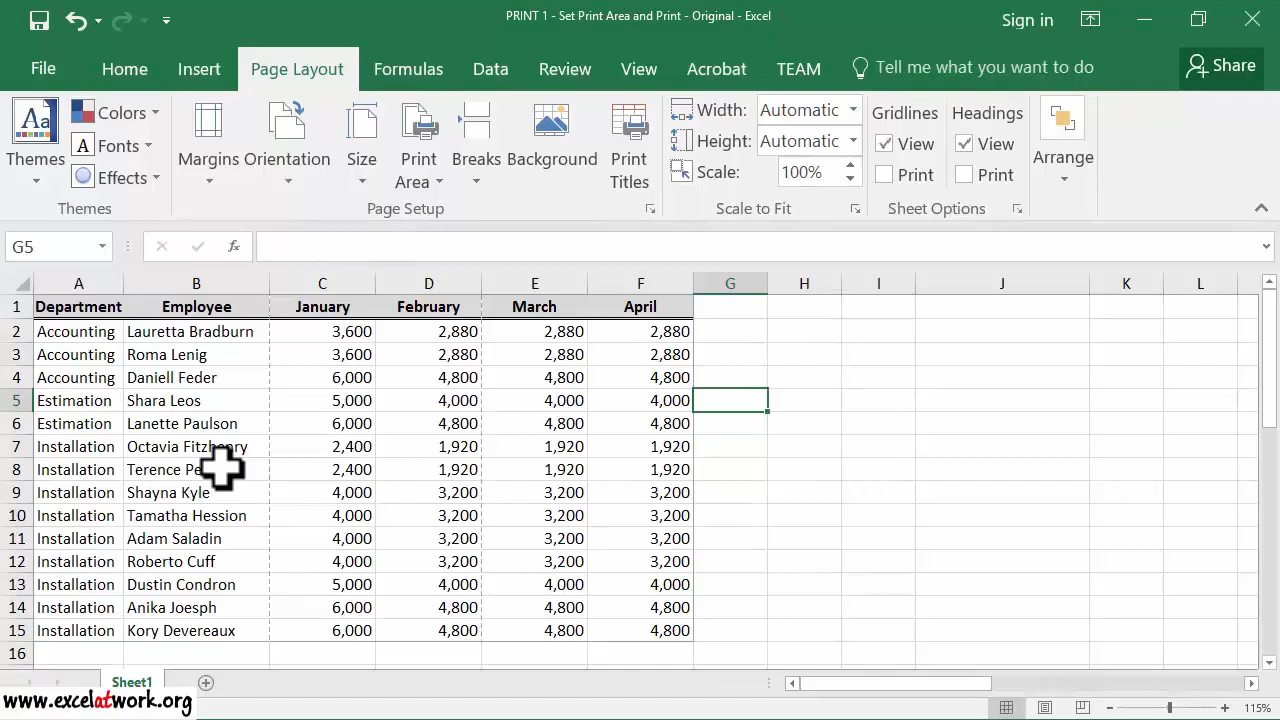 PRINT 1 - Set Print Area and Print - Original - Excel
Sign in
File Home Insert Page Layout Formulas Data Review View Acrobat TEAM Tell me what you want to do Share
Themes Colors Fonts Effects
Margins Orientation Size Print Area Breaks Background Print Titles
Width: Automatic
Height: Automatic
Scale: 100%
Gridlines Headings
View View
Print Print
Arrange
Themes Page Setup Scale to Fit Sheet Options
G5 fx
A B C D E F G H I J K L
1 Department Employee January February March April
2 Accounting Lauretta Bradburn 3,600 2,880 2,880 2,880
3 Accounting Roma Lenig 3,600 2,880 2,880 2,880
4 Accounting Daniell Feder 6,000 4,800 4,800 4,800
5 Estimation Shara Leos 5,000 4,000 4,000 4,000
6 Estimation Lanette Paulson 6,000 4,800 4,800 4,800
7 Installation Octavia Fitzhenry 2,400 1,920 1,920 1,920
8 Installation Terence 2,400 1,920 1,920 1,920
9 Installation Shayna Kyle 4,000 3,200 3,200 3,200
10 Installation Tamatha Hession 4,000 3,200 3,200 3,200
11 Installation Adam Saladin 4,000 3,200 3,200 3,200
12 Installation Roberto Cuff 4,000 3,200 3,200 3,200
13 Installation Dustin Condron 5,000 4,000 4,000 4,000
14 Installation Anika Joesph 6,000 4,800 4,800 4,800
15 Installation Kory Devereaux 6,000 4,800 4,800 4,800
16
Sheet1
www.excelatwork.org
115%